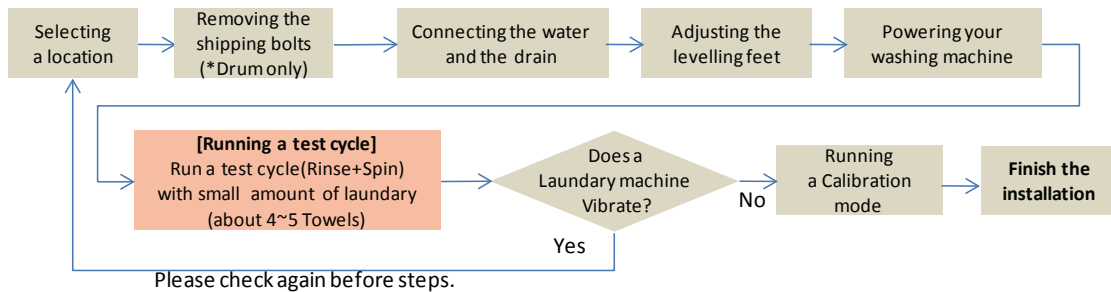 Selecting
a location
Removing the
shipping bolts
(*Drum only)
Connecting the water
and the drain
Adjusting the
levelling feet
Powering your
washing machine
[Running a test cycle]
Run a test cycle(Rinse+Spin)
with small amount of laundary
(about 4~5 Towels)
Does a
Laundary machine
Vibrate?
No
Running
a Calibration
mode
Finish the
installation
Yes
Please check again before steps.